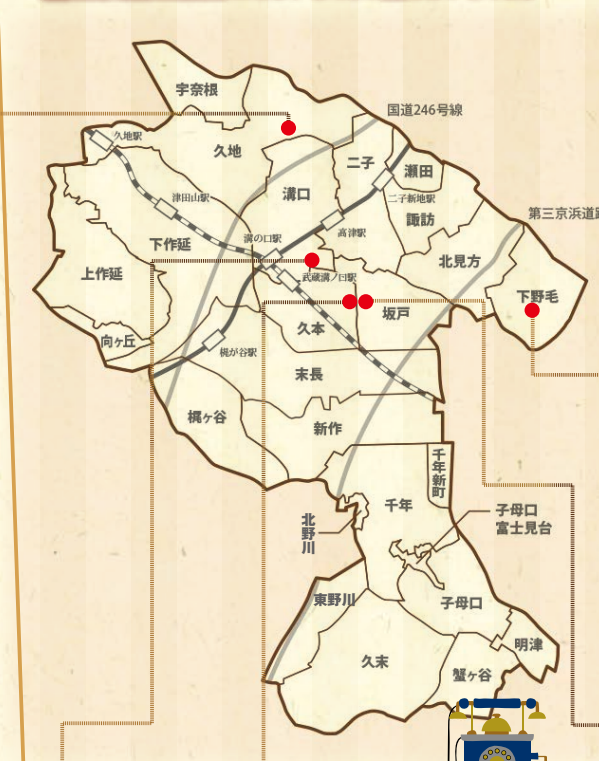 宇奈根
国道246号線
久地駅
久地
二子
瀬田
溝口
津田山駅
二子新地駅
第三京浜道路
諏訪
高津駅
溝の口駅
下作延
北見方
上作延
武蔵溝ノ口駅
下野毛
坂戸
久本
向ヶ丘
梶が谷駅
末長
梶ヶ谷
新作
千年新町
千年
子母口
富士見台
北野川
東野川
子母口
明津
久末
蟹ヶ谷